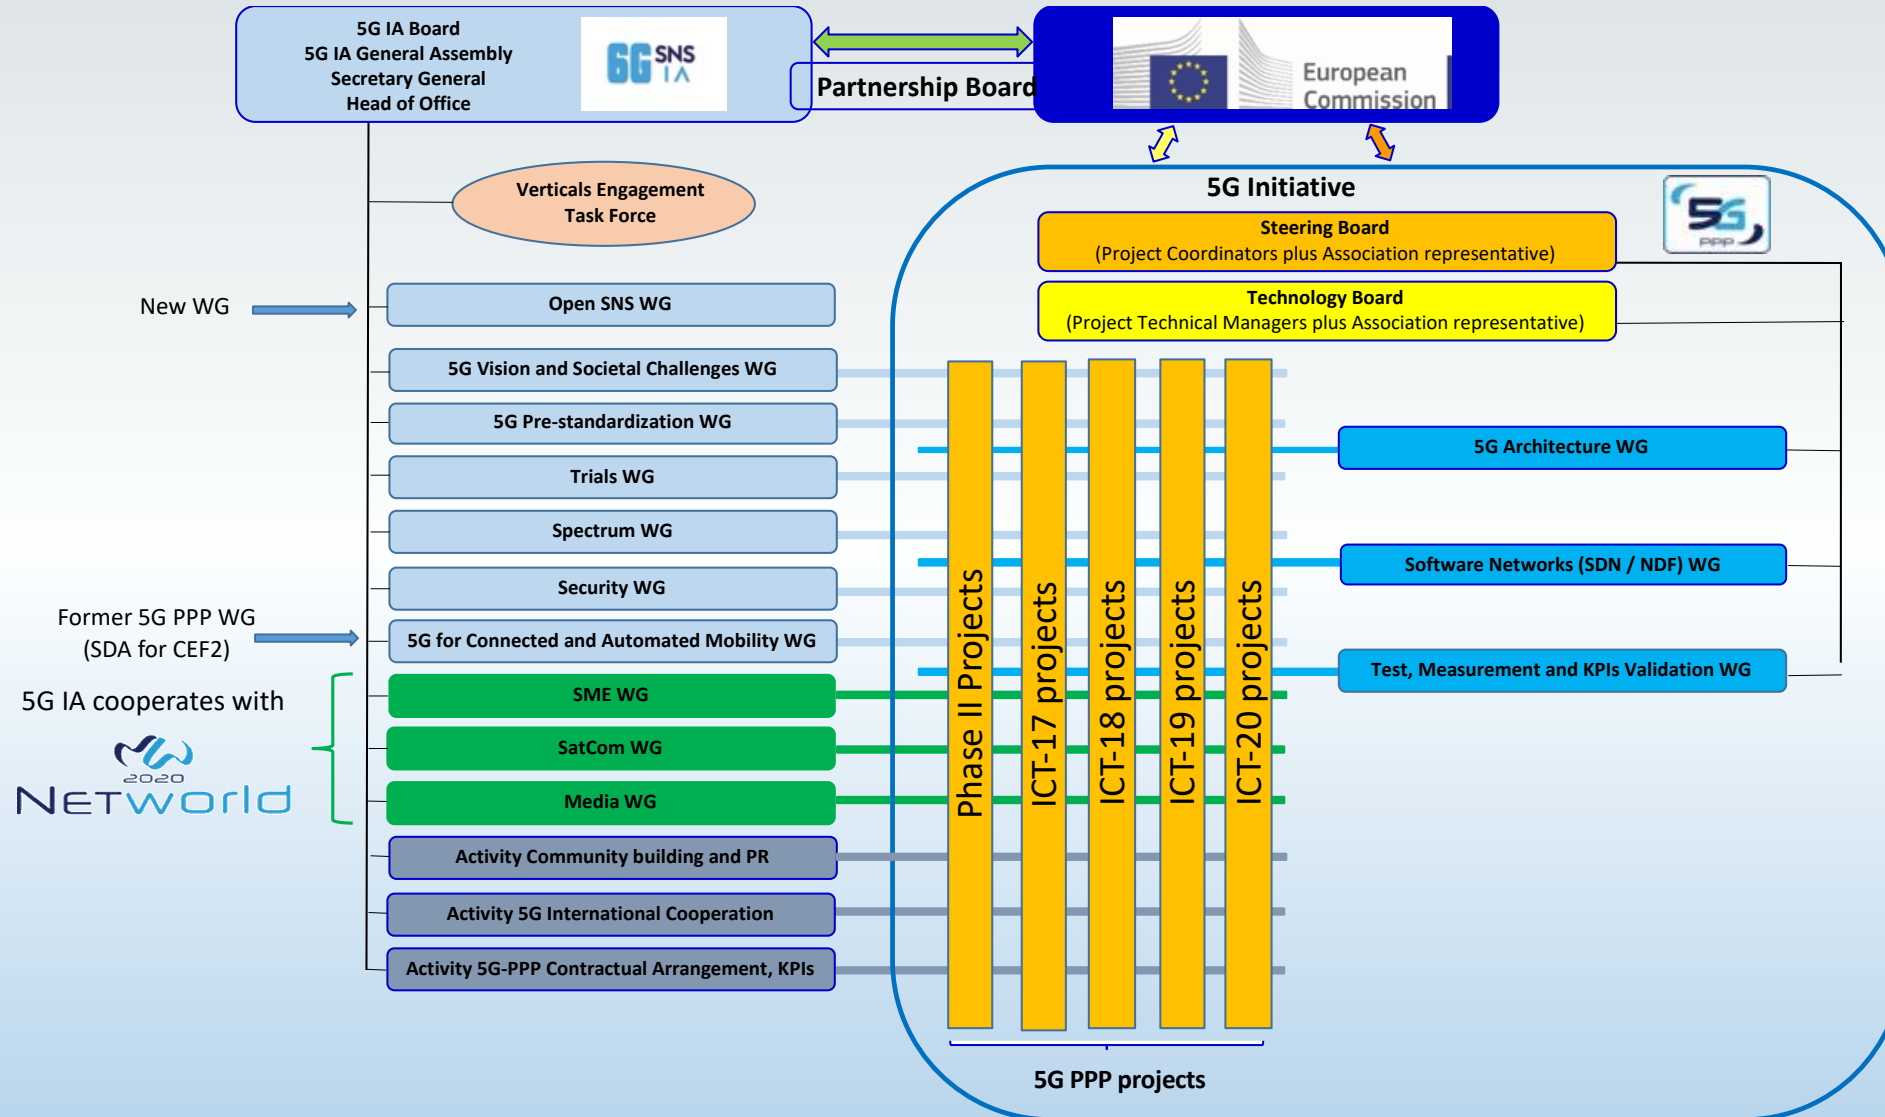 5G IA Board
5G IA General Assembly
Secretary General
Head of Office
6G SNS
IA
Partnership Board
European
Commission
Verticals Engagement
Task Force
5G Initiative
5G
PPP
Steering Board
(Project Coordinators plus Association representative)
Technology Board
(Project Technical Managers plus Association representative)
New WG
Open SNS WG
5G Vision and Societal Challenges WG
5G Pre-standardization WG
Trials WG
Spectrum WG
Security WG
Former 5G PPP WG
(SDA for CEF2)
5G for Connected and Automated Mobility WG
5G IA cooperates with
2020
NETWorld
SME WG
SatCom WG
Media WG
Activity Community building and PR
Activity 5G International Cooperation
Activity 5G-PPP Contractual Arrangement, KPIs
Phase II Projects
ICT-17 projects
ICT-18 projects
ICT-19 projects
ICT-20 projects
5G Architecture WG
Software Networks (SDN / NDF) WG
Test, Measurement and KPIs Validation WG
5G PPP projects